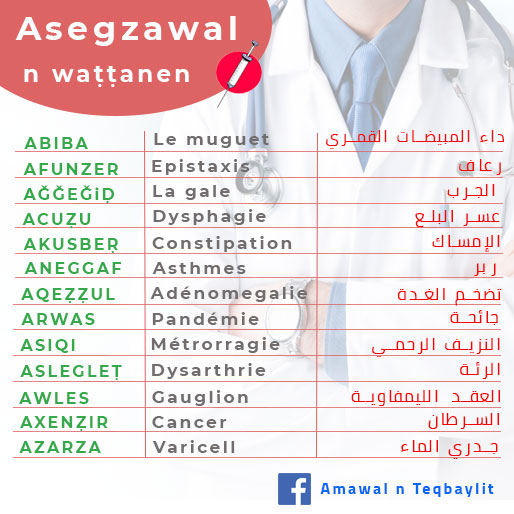 Asegzawal
n waṭṭanen
ABIBA Le muguet داء المبيضات القمري
AFUNZER Epistaxis رعاف
AĞĞEĞiḌ La gale الجرب
ACUẒU Dysphagie عسر البلع
AKUSBEṚ Constipation الإمساك
ANEGGAF Asthmes ربر
AQEẒẒUL Adénomegalie تضخم الغدة
ARWAS Pandémie جائحة
ASIQI Métrorragie النزيف الرحمي
ASLEGLEṬ Dysarthrie الرثة
AWLES Gauglion العقد الليمفاوية
AXENẒIR Cancer السرطان
AZARZA Varicell جدري الماء
Amawal n Teqbaylit